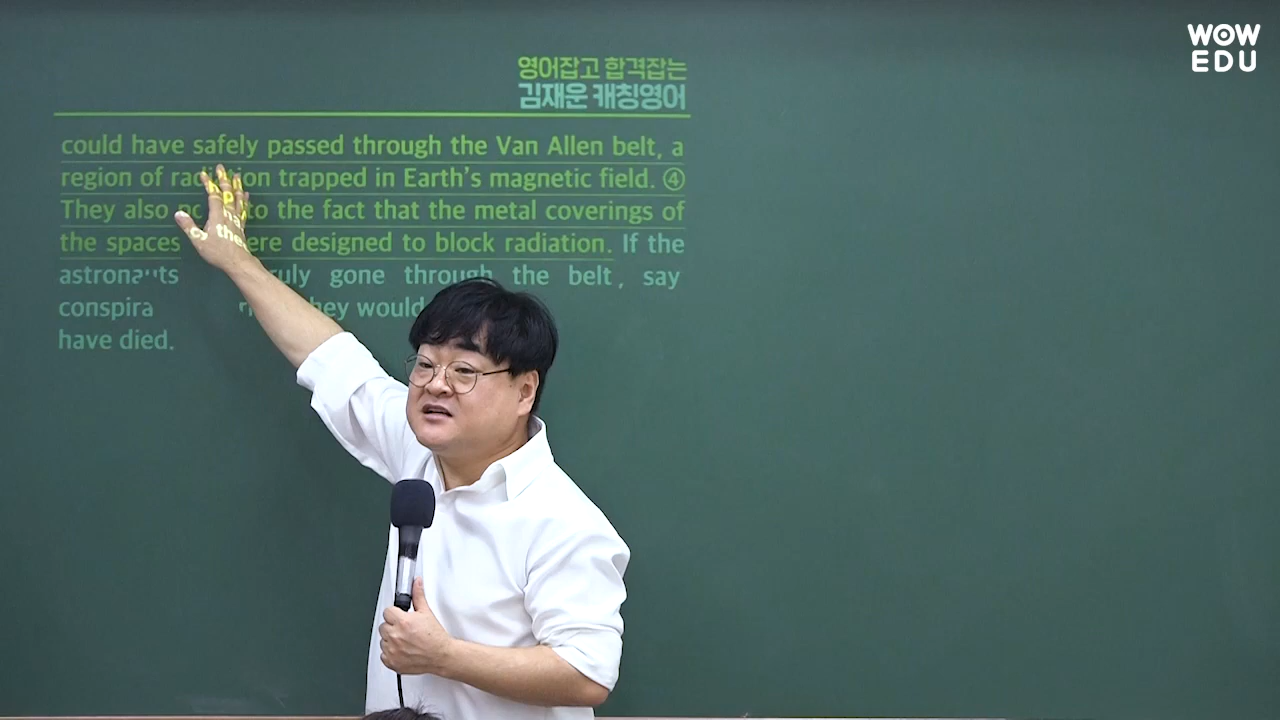 WOW
EDU
영어잡고 합격잡는
김재운 캐칭영어
could have safely passed through the Van Allen belt, a
region of radiation trapped in Earth's magnetic field. ④
They also to the fact that the metal coverings of
the spaces ere designed to block radiation. If the
astronauts ruly gone through the belt, say
conspira they would
have died.